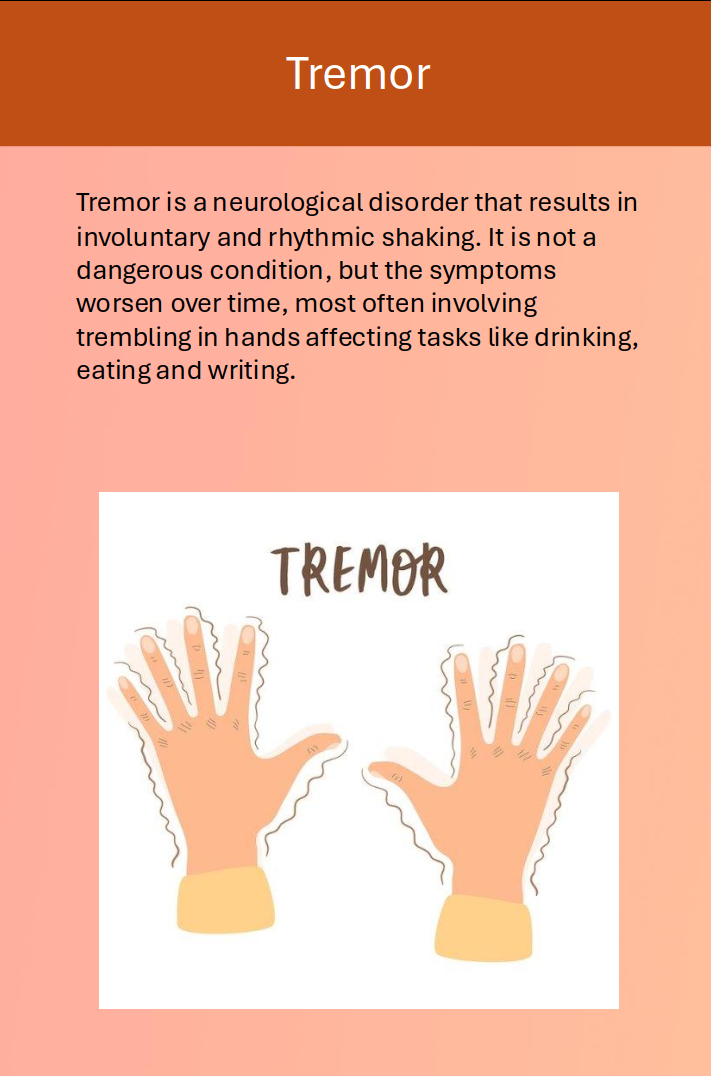 Tremor
Tremor is a neurological disorder that results in
involuntary and rhythmic shaking. It is not a
dangerous condition, but the symptoms
worsen over time, most often involving
trembling in hands affecting tasks like drinking,
eating and writing.
TREMOR